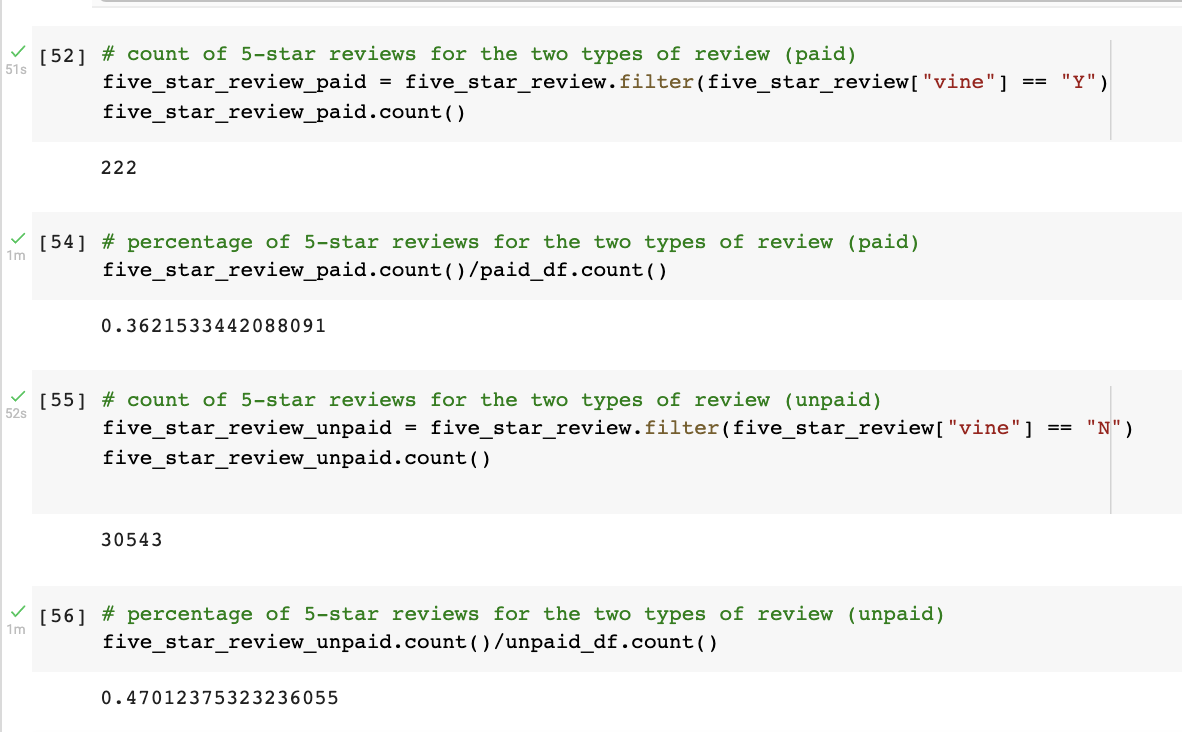 [52] # count of 5-star reviews for the two types of review (paid)
51s five_star_review_paid = five_star_review.filter(five_star_review["vine"] == "Y")
five_star_review_paid.count()
222
[54] # percentage of 5-star reviews for the two types of review (paid)
1m five_star_review_paid.count()/paid_df.count()
0.3621533442088091
[55] # count of 5-star reviews for the two types of review (unpaid)
52s five_star_review_unpaid = five_star_review.filter(five_star_review["vine"] == "N")
five_star_review_unpaid.count()
30543
[56] # percentage of 5-star reviews for the two types of review (unpaid)
1m five_star_review_unpaid.count()/unpaid_df.count()
0.47012375323236055